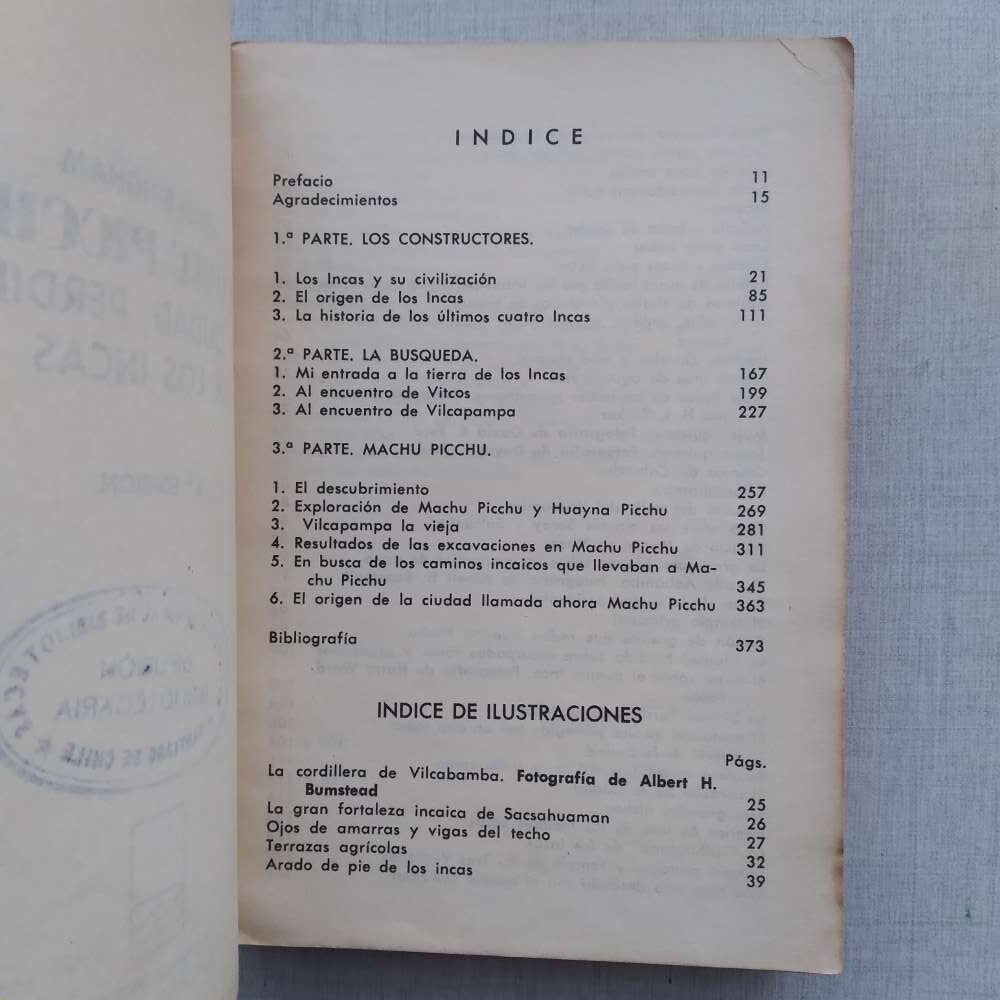 INDICE
Prefacio 11
Agradecimientos 15
1.ª PARTE. LOS CONSTRUCTORES.
1. Los Incas y su civilización 21
2. El origen de los Incas 85
3. La historia de los últimos cuatro Incas 111
2.ª PARTE. LA BUSQUEDA.
1. Mi entrada a la tierra de los Incas 167
2. Al encuentro de Vitcos 199
3. Al encuentro de Vilcapampa 227
3.ª PARTE. MACHU PICCHU.
1. El descubrimiento 257
2. Exploración de Machu Picchu y Huayna Picchu 269
3. Vilcapampa la vieja 281
4. Resultados de las excavaciones en Machu Picchu 311
5. En busca de los caminos incaicos que llevaban a Ma-
chu Picchu 345
6. El origen de la ciudad llamada ahora Machu Picchu 363
Bibliografía 373
INDICE DE ILUSTRACIONES
Págs.
La cordillera de Vilcabamba. Fotografía de Albert H.
Bumstead 25
La gran fortaleza incaica de Sacsahuaman 26
Ojos de amarras y vigas del techo 27
Terrazas agrícolas 32
Arado de pie de los incas 39